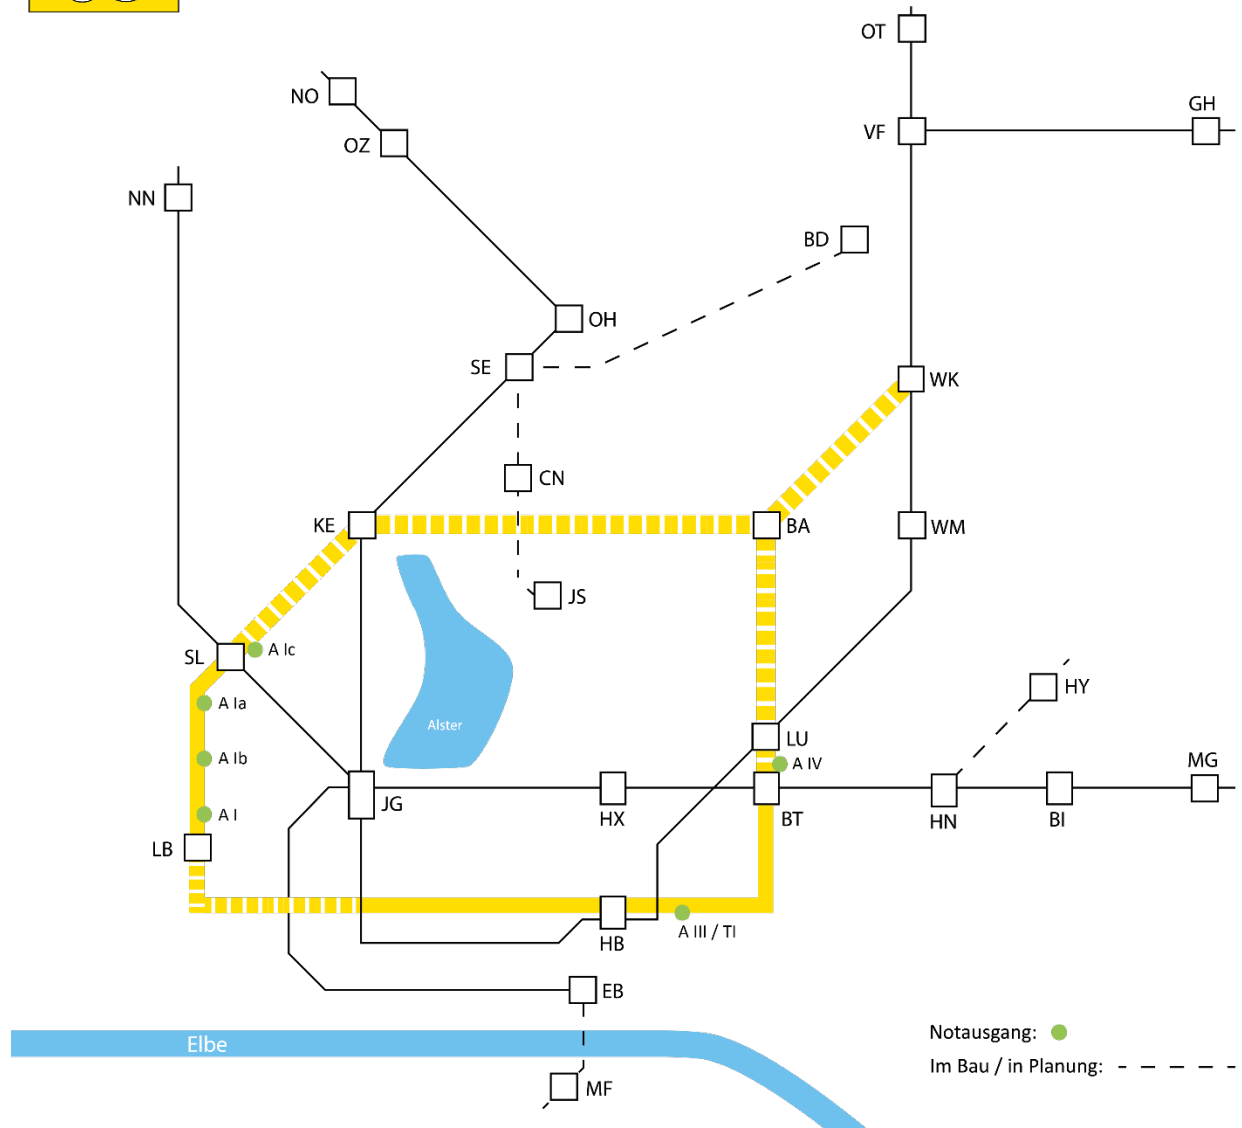 OT
NO
GH
VF
OZ
NN
BD
OH
SE
WK
CN
KE
BA
WM
JS
A Ic
SL
HY
A Ia
Alster
LU
A Ib
A IV
MG
JG
A I
HX
BT
HN
BI
LB
A III / TI
HB
EB
Notausgang:
Elbe
Im Bau / in Planung:
MF